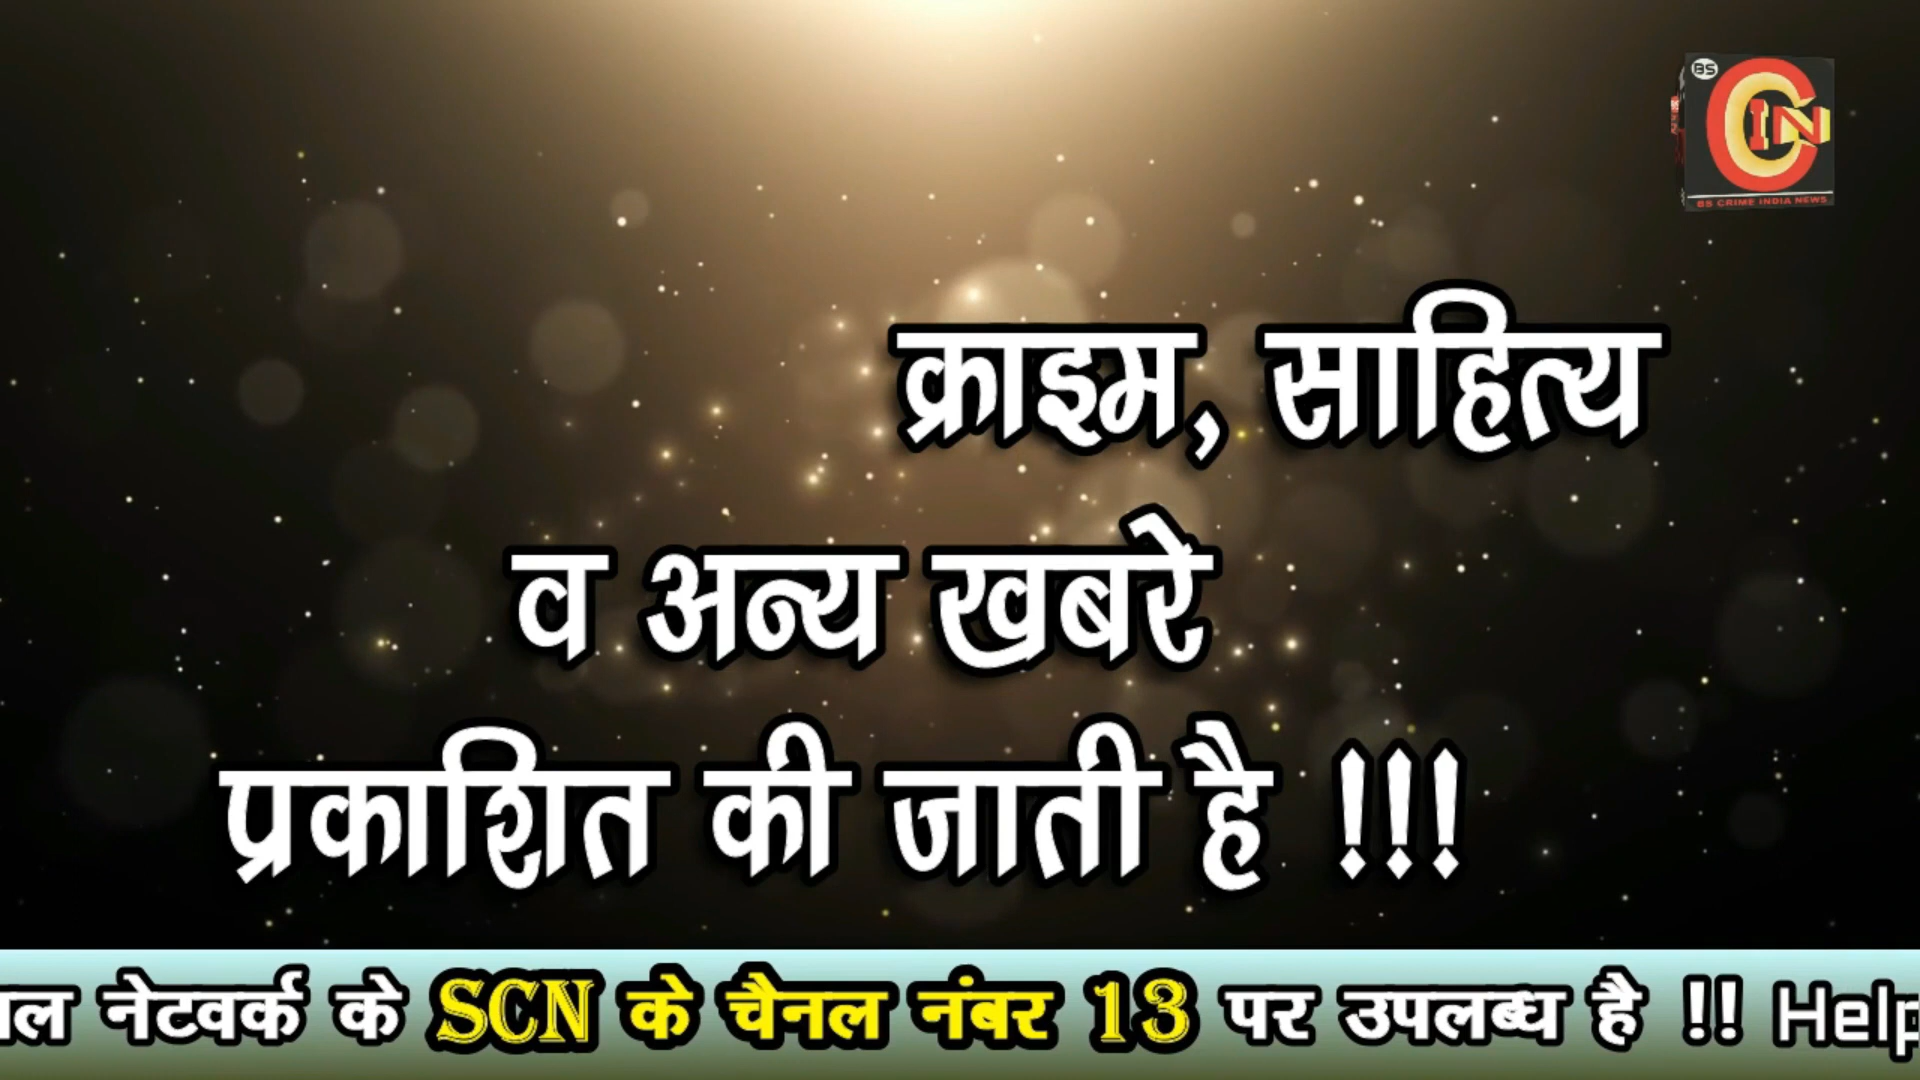 BS
CIN
BS CRIME INDIA NEWS
क्राइम, साहित्य
व अन्य खबरे
प्रकाशित की जाती है !!!
नेटवर्क के SCN के चैनल नंबर 13 पर उपलब्ध है !! Help